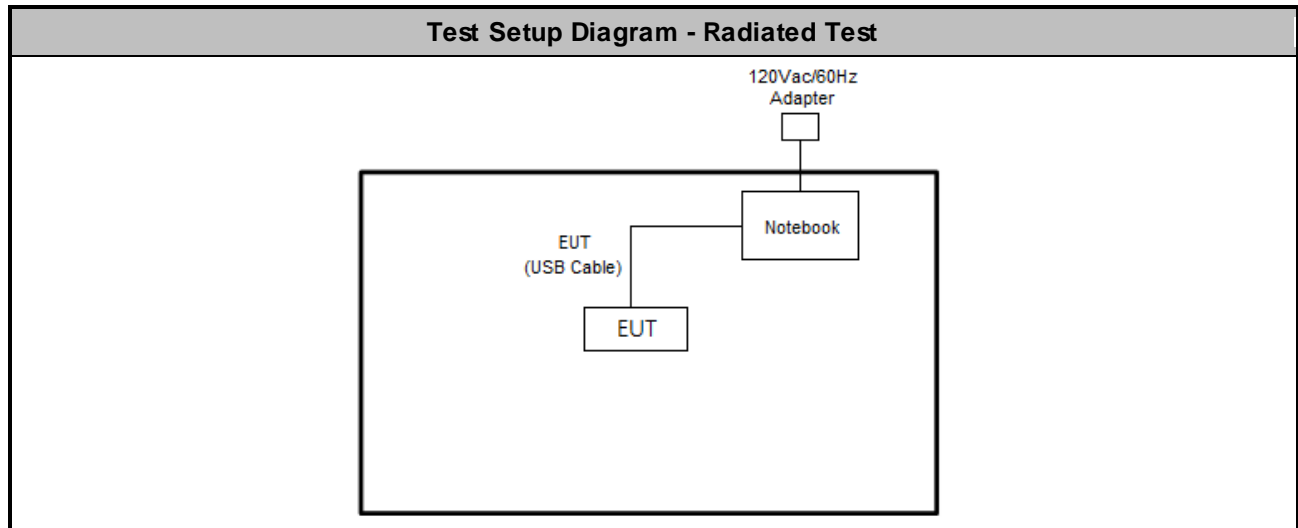 Test Setup Diagram - Radiated Test
120Vac/60Hz
Adapter
Notebook
EUT
(USB Cable)
EUT